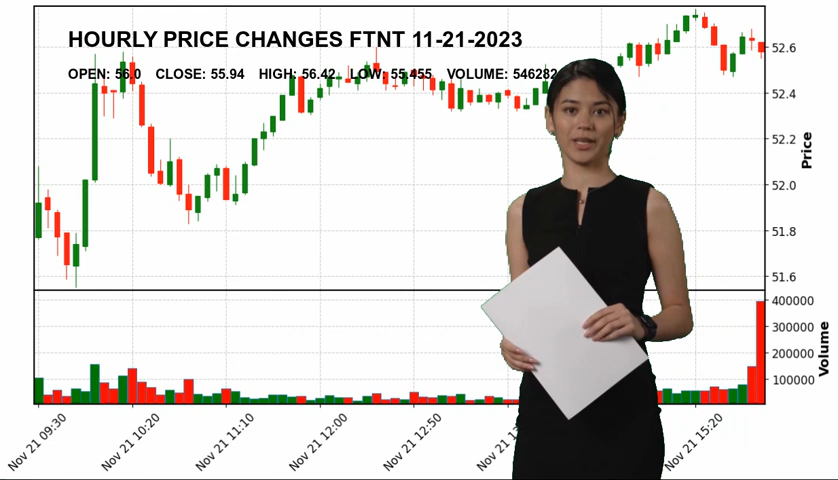 HOURLY PRICE CHANGES FTNT 11-21-2023
OPEN: 56.0 CLOSE: 55.94 HIGH: 56.42 LOW: 55.455 VOLUME: 546282
52.6
52.4
52.2
52.0
51.8
51.6
Price
400000
300000
200000
100000
Volume
Nov 21 09:30
Nov 21 10:20
Nov 21 11:10
Nov 21 12:00
Nov 21 12:50
Nov 21
Nov 21 15:20